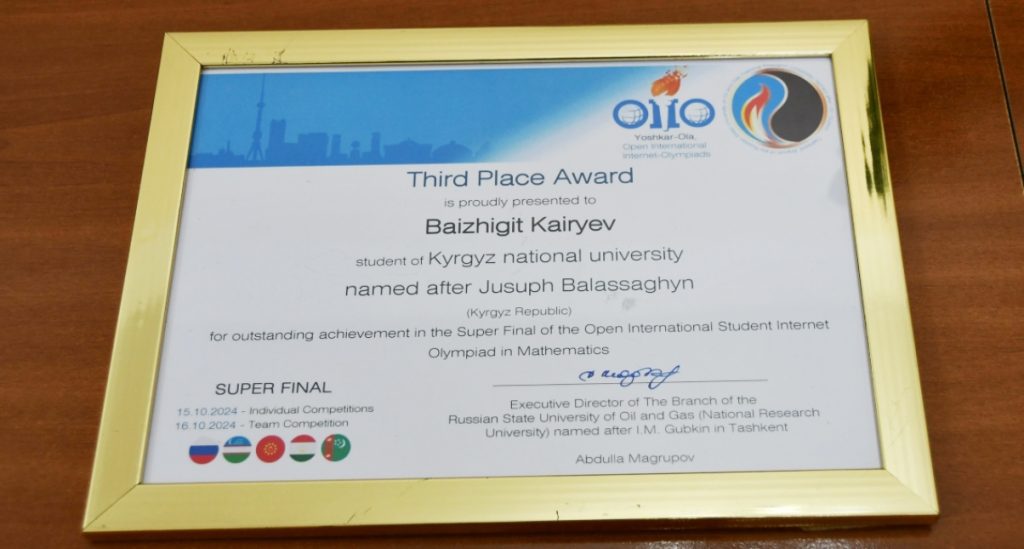 OIIO
Yoshkar-Ola,
Open International
Internet-Olympiads
Third Place Award
is proudly presented to
Baizhigit Kairyev
student of Kyrgyz national university
named after Jusuph Balassaghyn
(Kyrgyz Republic)
for outstanding achievement in the Super Final of the Open International Student Internet
Olympiad in Mathematics
SUPER FINAL
15.10.2024 - Individual Competitions
16.10.2024 - Team Competition
Executive Director of The Branch of the
Russian State University of Oil and Gas (National Research
University) named after I.M. Gubkin in Tashkent
Abdulla Magrupov